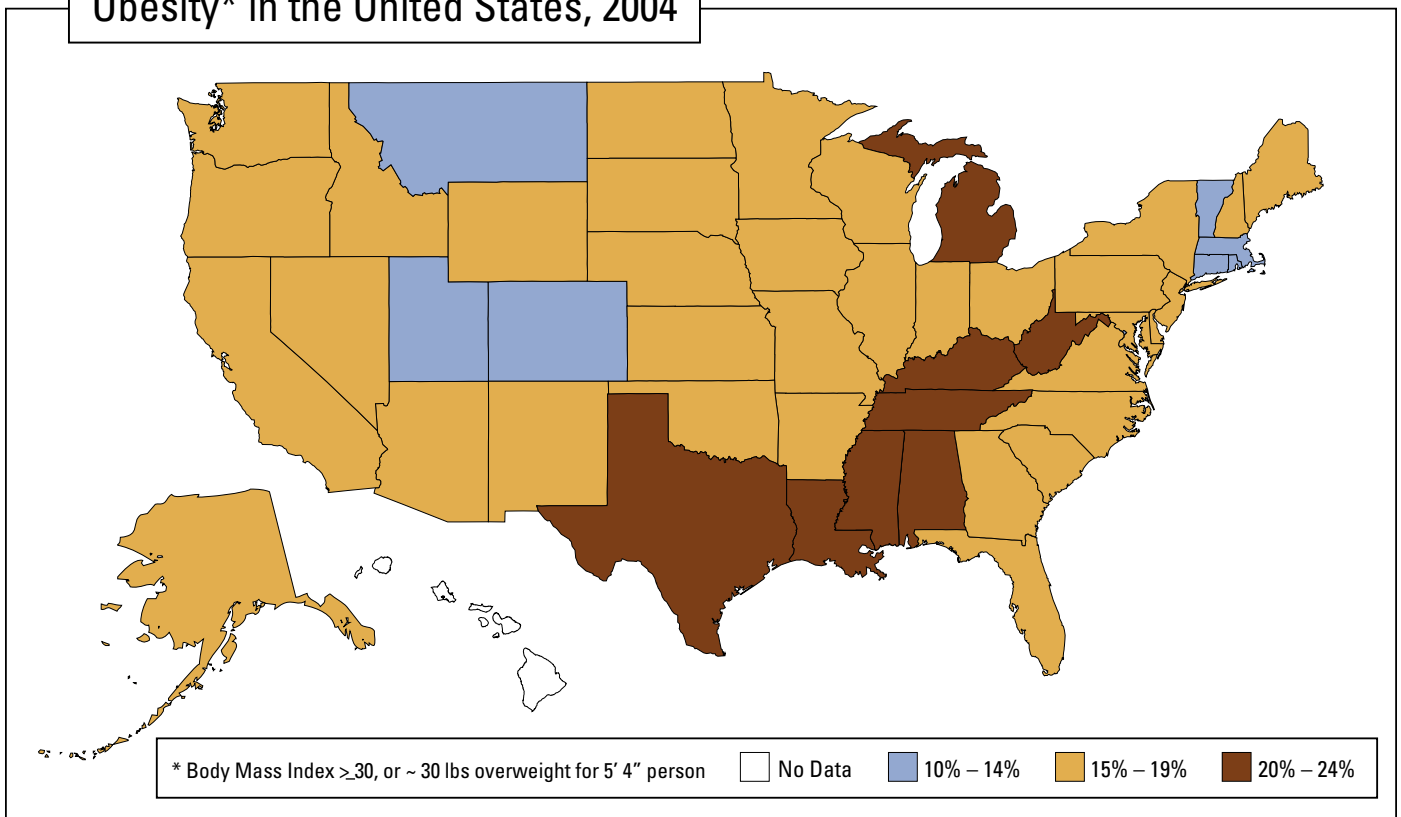 Obesity* in the United States, 2004
* Body Mass Index ≥30, or ~ 30 lbs overweight for 5’ 4” person
No Data
10% – 14%
15% – 19%
20% – 24%